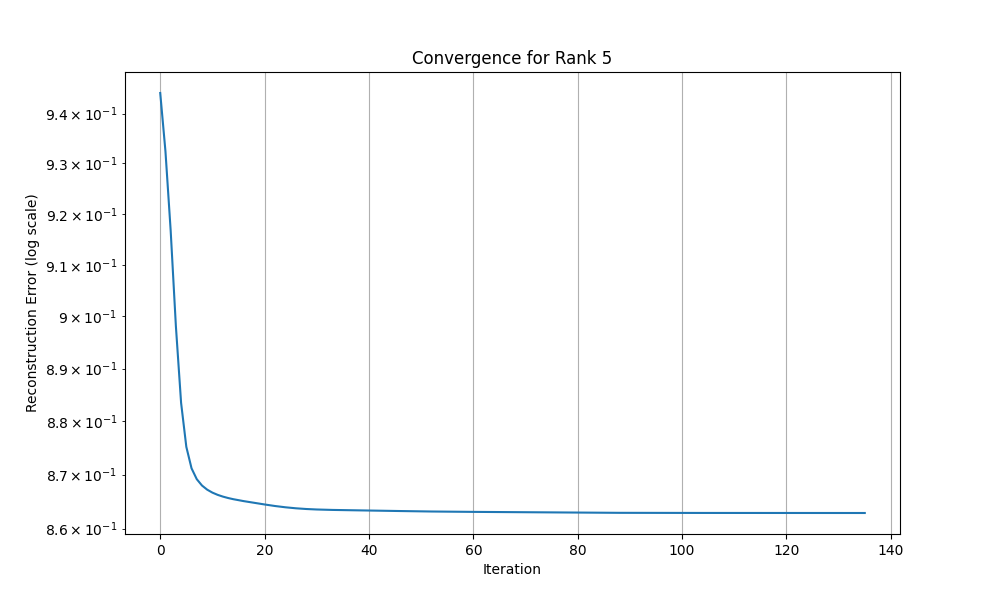 Convergence for Rank 5
Reconstruction Error (log scale)
9.4 × 10⁻¹
9.3 × 10⁻¹
9.2 × 10⁻¹
9.1 × 10⁻¹
9 × 10⁻¹
8.9 × 10⁻¹
8.8 × 10⁻¹
8.7 × 10⁻¹
8.6 × 10⁻¹
0 20 40 60 80 100 120 140
Iteration